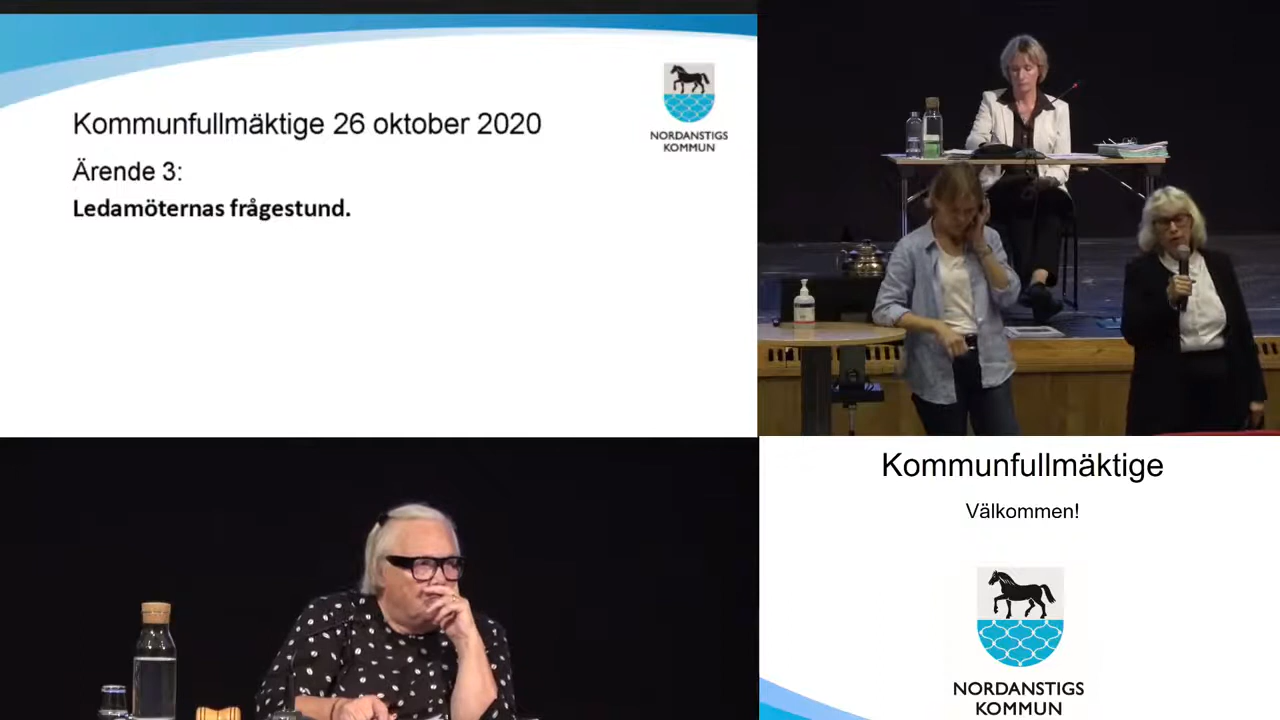 Kommunfullmäktige 26 oktober 2020
Ärende 3:
Ledamöternas frågestund.
NORDANSTIGS
KOMMUN
Kommunfullmäktige
Välkommen!
NORDANSTIGS
KOMMUN